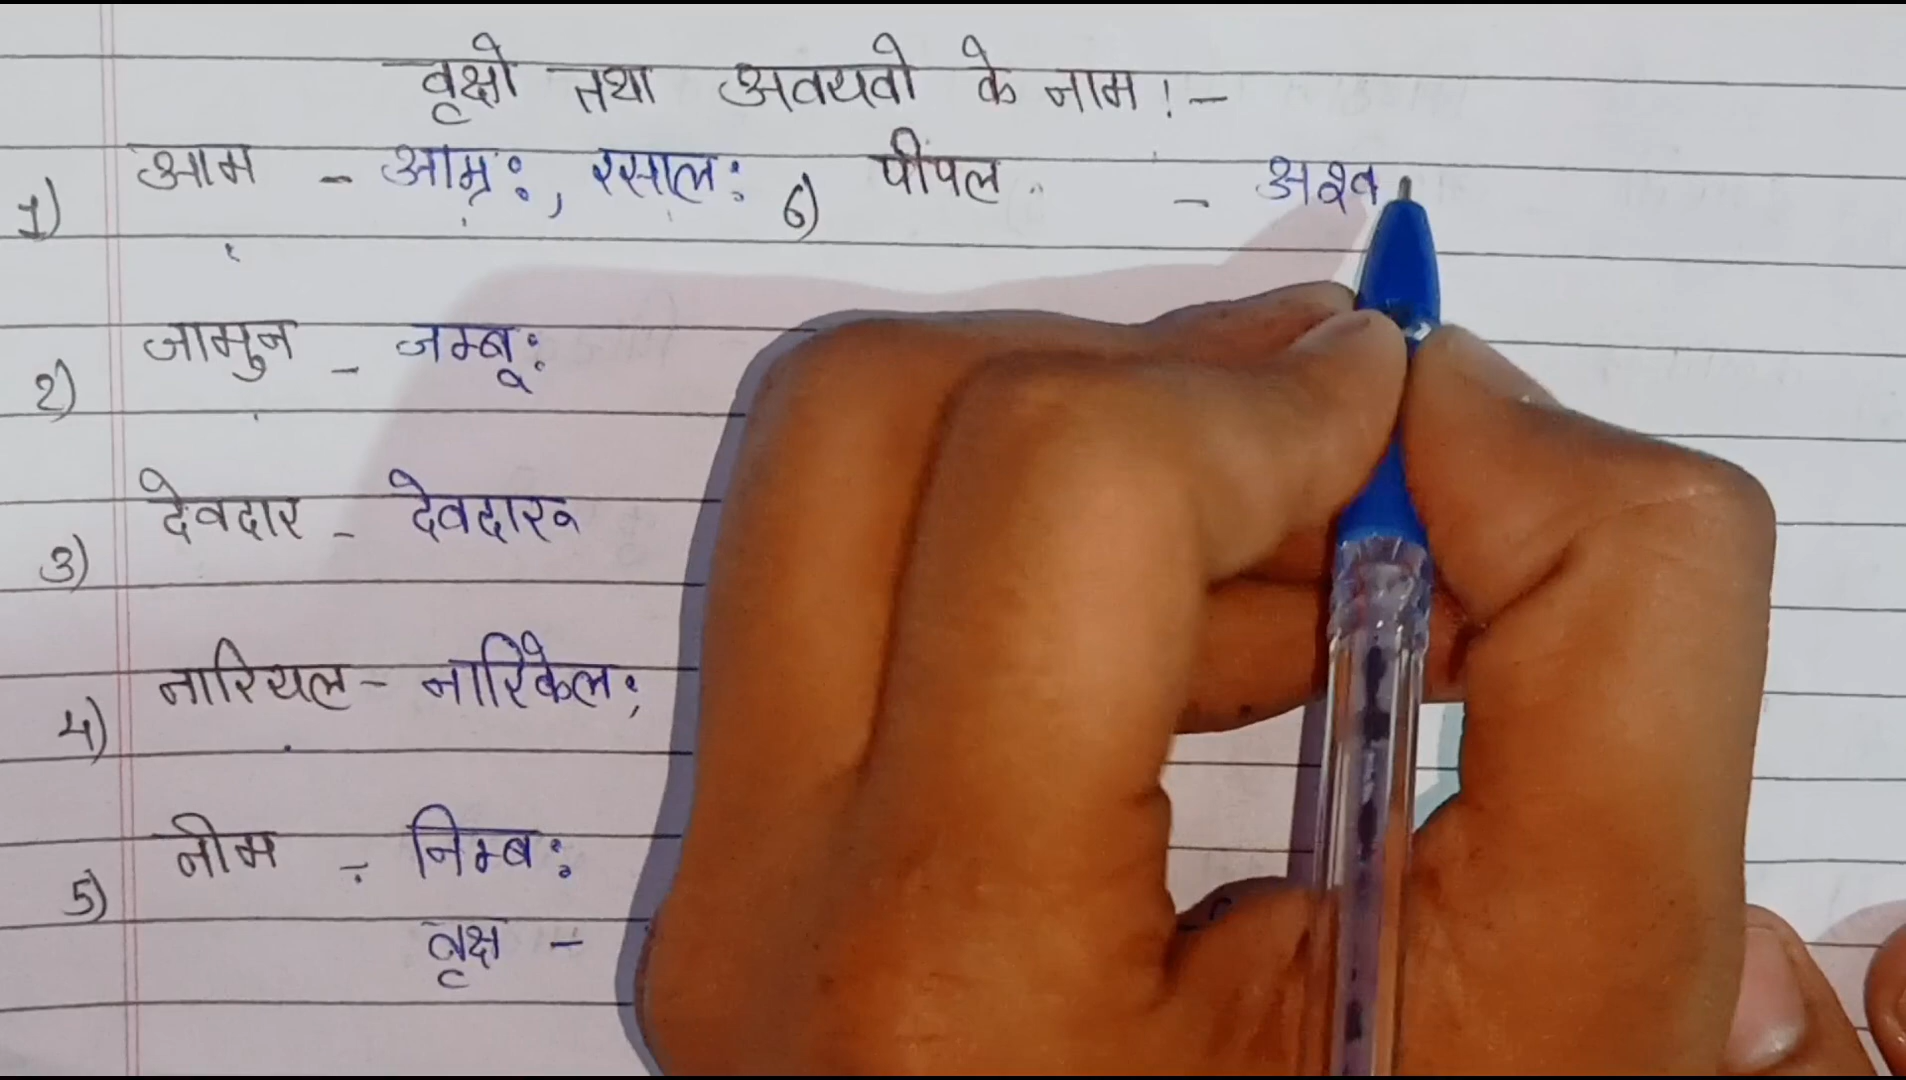 वृक्षो तथा अवयवो के नाम :-
1) आम - आम्र:, रसाल:
6) पीपल - अश्व
2) जामुन - जम्बू:
3) देवदार - देवदारु
4) नारियल - नारिकेल:
5) नीम - निम्ब:
वृक्ष -